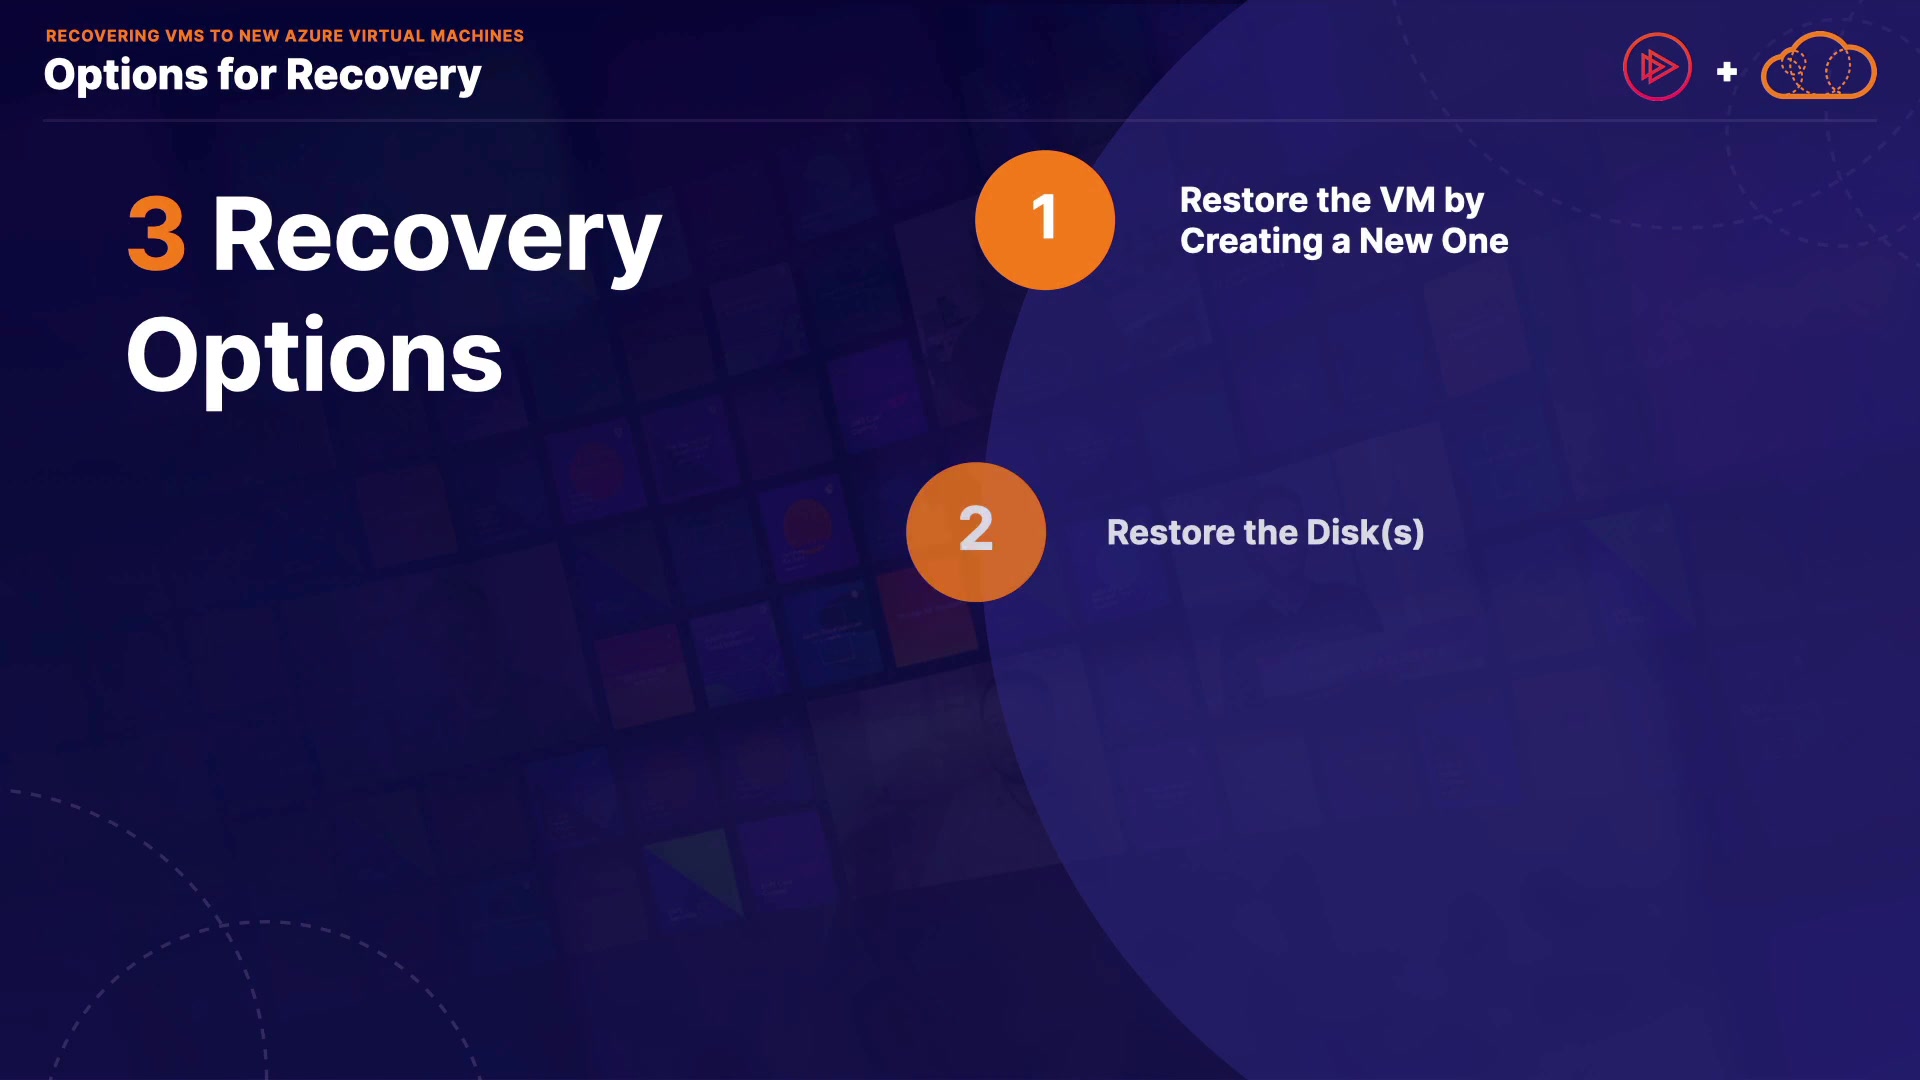 RECOVERING VMS TO NEW AZURE VIRTUAL MACHINES
Options for Recovery
3 Recovery
Options
1
Restore the VM by
Creating a New One
2
Restore the Disk(s)